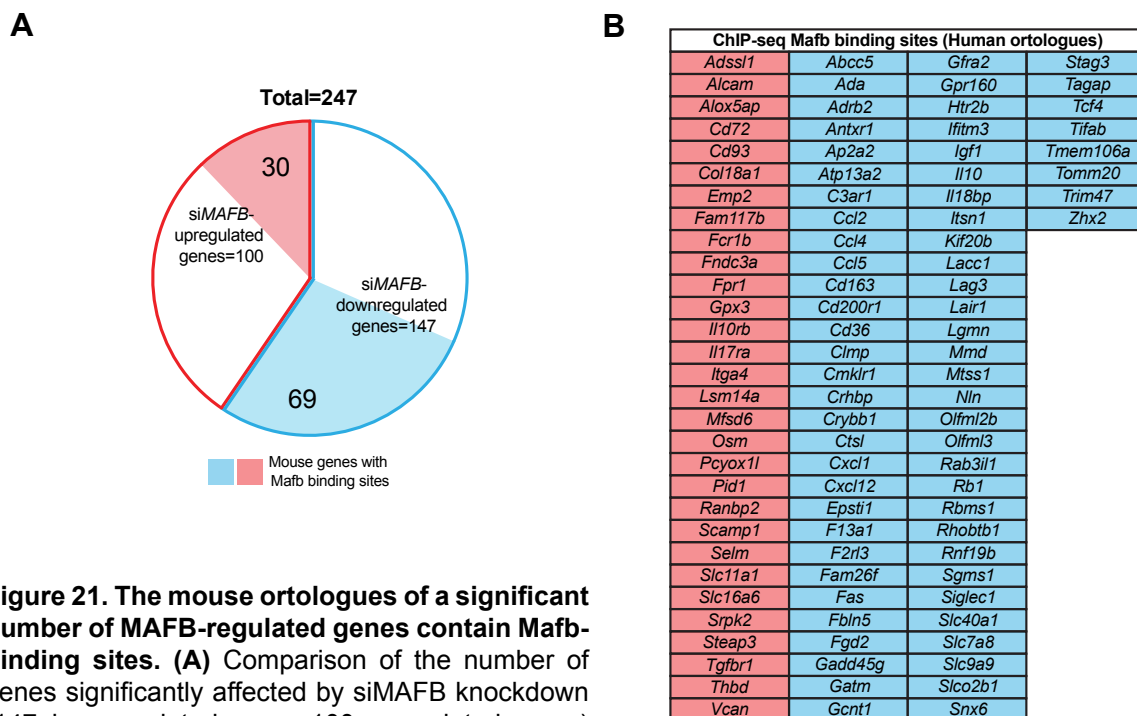 A
Total=247
30
siMAFB-
upregulated
genes=100
siMAFB-
downregulated
genes=147
69
Mouse genes with
Mafb binding sites
igure 21. The mouse ortologues of a significant
umber of MAFB-regulated genes contain Mafb-
inding sites. (A) Comparison of the number of
enes significantly affected by siMAFB knockdown
B
ChIP-seq Mafb binding sites (Human ortologues)
Adssl1 Abcc5 Gfra2 Stag3
Alcam Ada Gpr160 Tagap
Alox5ap Adrb2 Htr2b Tcf4
Cd72 Antxr1 Ifitm3 Tifab
Cd93 Ap2a2 Igf1 Tmem106a
Col18a1 Atp13a2 Il10 Tomm20
Emp2 C3ar1 Il18bp Trim47
Fam117b Ccl2 Itsn1 Zhx2
Fcr1b Ccl4 Kif20b
Fndc3a Ccl5 Lacc1
Fpr1 Cd163 Lag3
Gpx3 Cd200r1 Lair1
Il10rb Cd36 Lgmn
Il17ra Clmp Mmd
Itga4 Cmklr1 Mtss1
Lsm14a Crhbp Nln
Mfsd6 Crybb1 Olfml2b
Osm Ctsl Olfml3
Pcyox1l Cxcl1 Rab3il1
Pid1 Cxcl12 Rb1
Ranbp2 Epsti1 Rbms1
Scamp1 F13a1 Rhobtb1
Selm F2rl3 Rnf19b
Slc11a1 Fam26f Sgms1
Slc16a6 Fas Siglec1
Srpk2 Fbln5 Slc40a1
Steap3 Fgd2 Slc7a8
Tgfbr1 Gadd45g Slc9a9
Thbd Gatm Slco2b1
Vcan Gcnt1 Snx6